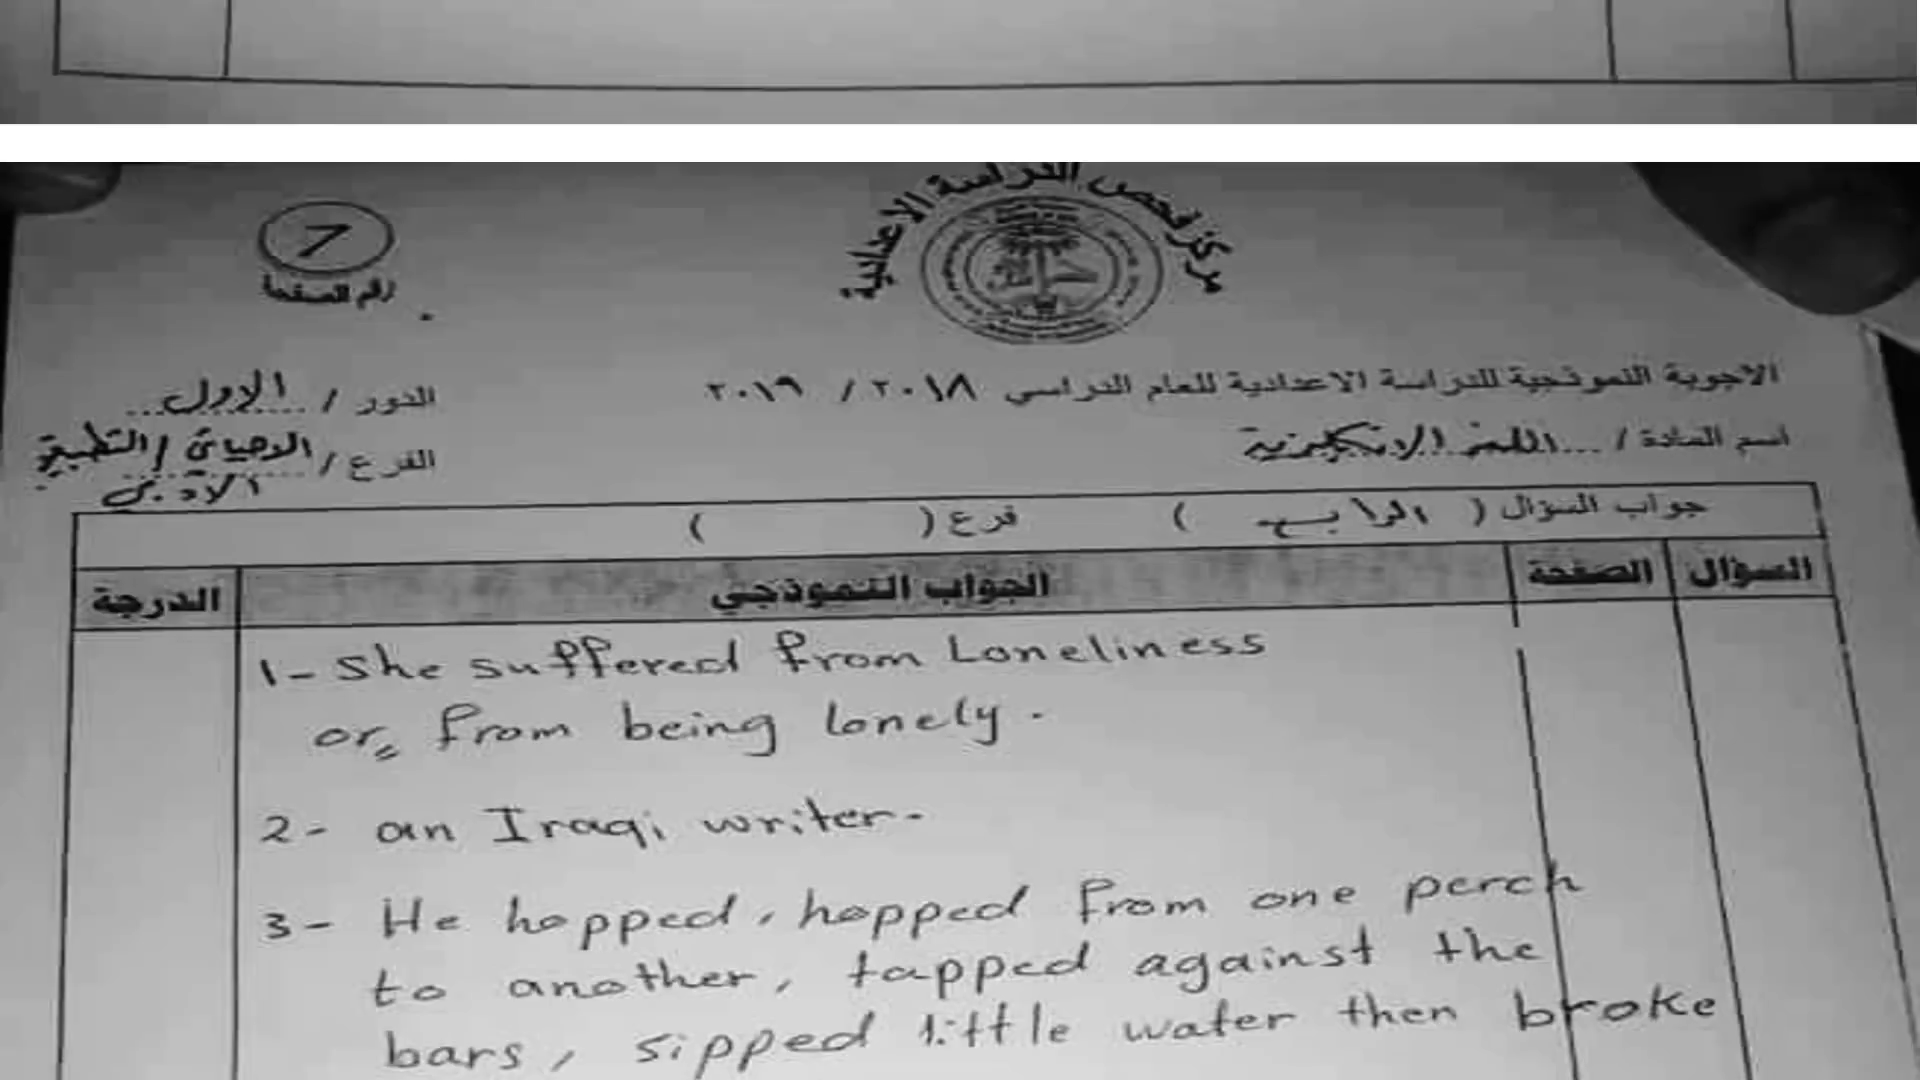 مركز فحص الدراسة الاعدادية
7
رقم الصفحة
الاجوبة النموذجية للدراسة الاعدادية للعام الدراسي ٢٠١٨ / ٢٠١٩
الدور / الاول
اسم المادة / اللغة الانكليزية
الفرع / الاحيائي / التطبيقي
الادبي
جواب السؤال ( الرابع ) فرع ( )
السؤال الصفحة الجواب النموذجي الدرجة
1- She suffered from Loneliness
or, from being lonely.
2- an Iraqi writer.
3- He hopped, hopped from one perch
to another, tapped against the
bars, sipped little water then broke